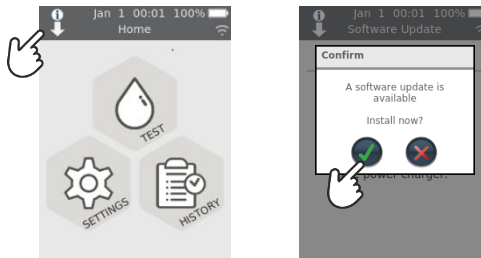 Jan 1 00:01 100%
Home
TEST
SETTINGS
HISTORY
Jan 1 00:01 100%
Software Update
Confirm
A software update is
available
Install now?
power charger.